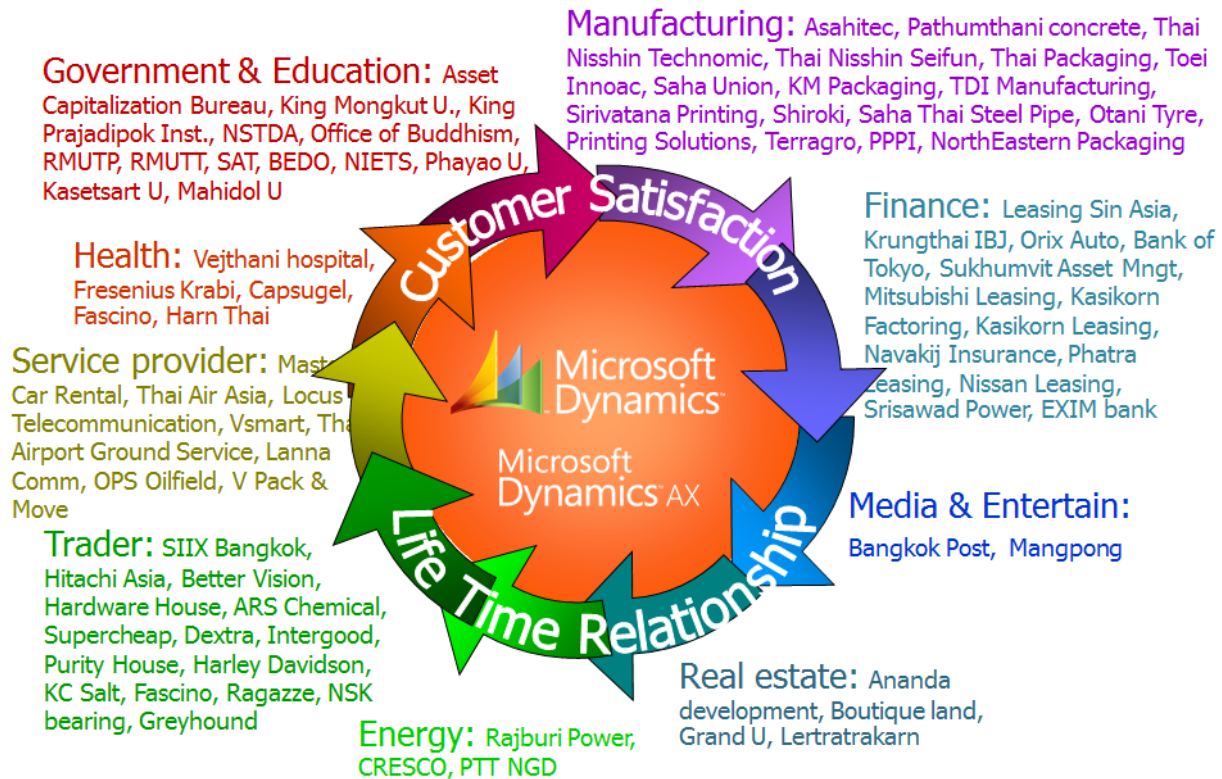 Government & Education: Asset
Capitalization Bureau, King Mongkut U., King
Prajadipok Inst., NSTDA, Office of Buddhism,
RMUTP, RMUTT, SAT, BEDO, NIETS, Phayao U,
Kasetsart U, Mahidol U
Manufacturing: Asahitec, Pathumthani concrete, Thai
Nisshin Technomic, Thai Nisshin Seifun, Thai Packaging, Toei
Innoac, Saha Union, KM Packaging, TDI Manufacturing,
Sirivatana Printing, Shiroki, Saha Thai Steel Pipe, Otani Tyre,
Printing Solutions, Terragro, PPPI, NorthEastern Packaging
Health: Vejthani hospital,
Fresenius Krabi, Capsugel,
Fascino, Harn Thai
Finance: Leasing Sin Asia,
Krungthai IBJ, Orix Auto, Bank of
Tokyo, Sukhumvit Asset Mngt,
Mitsubishi Leasing, Kasikorn
Factoring, Kasikorn Leasing,
Navakij Insurance, Phatra
Leasing, Nissan Leasing,
Srisawad Power, EXIM bank
Service provider:
Car Rental, Thai Air Asia, Locus
Telecommunication, Vsmart,
Airport Ground Service, Lanna
Comm, OPS Oilfield, V Pack &
Move
Customer Satisfaction
Microsoft
Dynamics™
Microsoft
Dynamics™ AX
Life Time Relationship
Media & Entertain:
Bangkok Post, Mangpong
Trader: SIIX Bangkok,
Hitachi Asia, Better Vision,
Hardware House, ARS Chemical,
Supercheap, Dextra, Intergood,
Purity House, Harley Davidson,
KC Salt, Fascino, Ragazze, NSK
bearing, Greyhound
Energy: Rajburi Power,
CRESCO, PTT NGD
Real estate: Ananda
development, Boutique land,
Grand U, Lertratrakarn